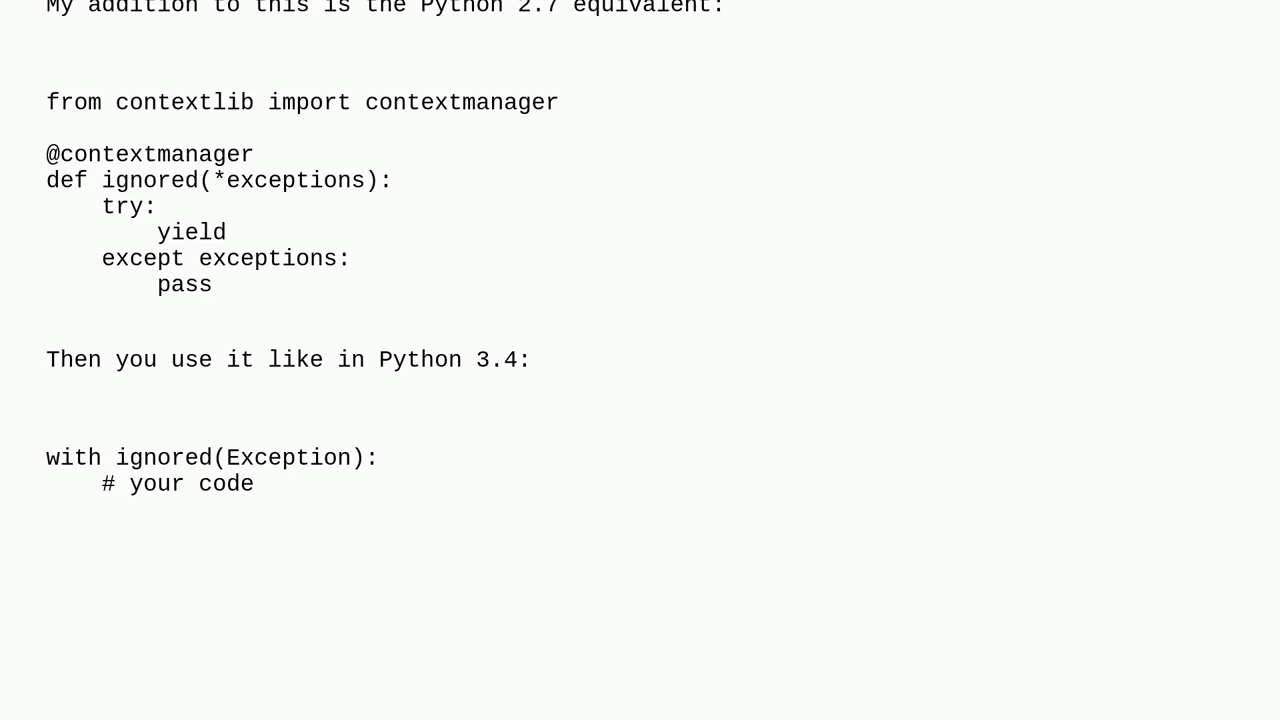 My addition to this is the Python 2.7 equivalent:
from contextlib import contextmanager
@contextmanager
def ignored(*exceptions):
    try:
        yield
    except exceptions:
        pass
Then you use it like in Python 3.4:
with ignored(Exception):
    # your code